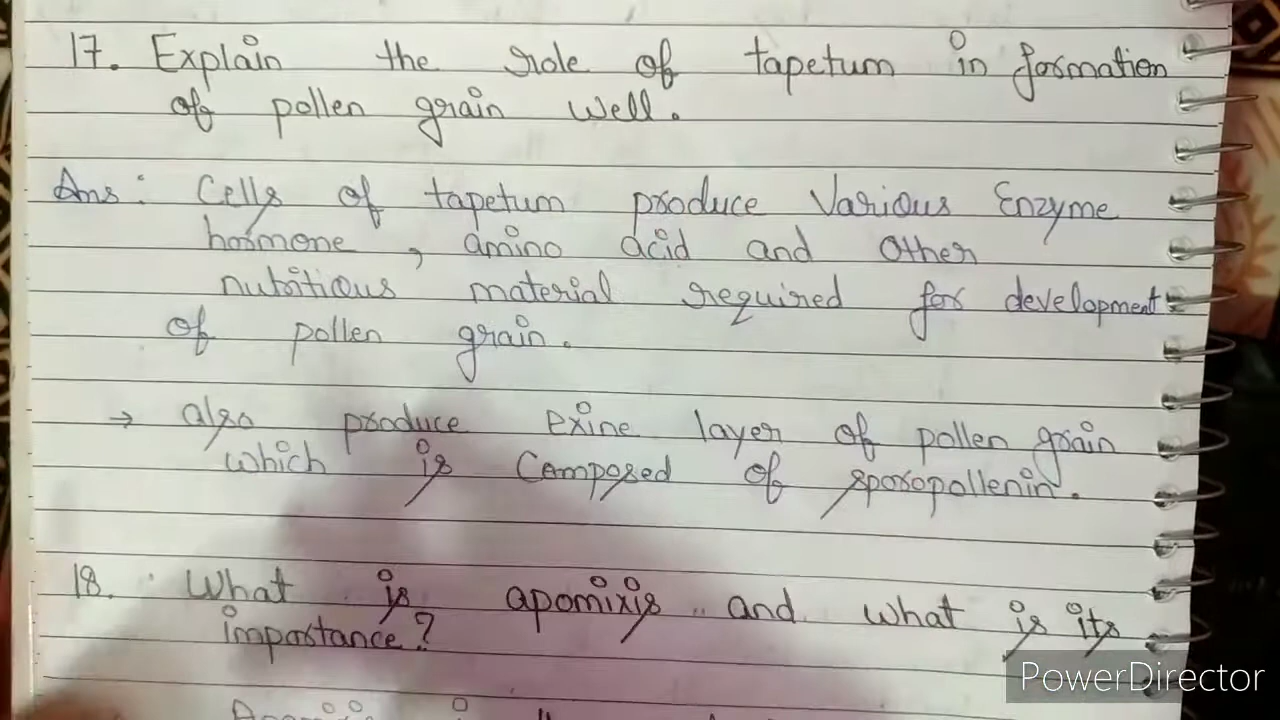 17. Explain the role of tapetum in formation
of pollen grain well.
Ans: Cells of tapetum produce various Enzyme
hormone, amino acid and other
nutritious material required for development
of pollen grain.
→ also produce exine layer of pollen grain
which is composed of sporopollenin.
18. What is apomixis and what is its
importance?
PowerDirector